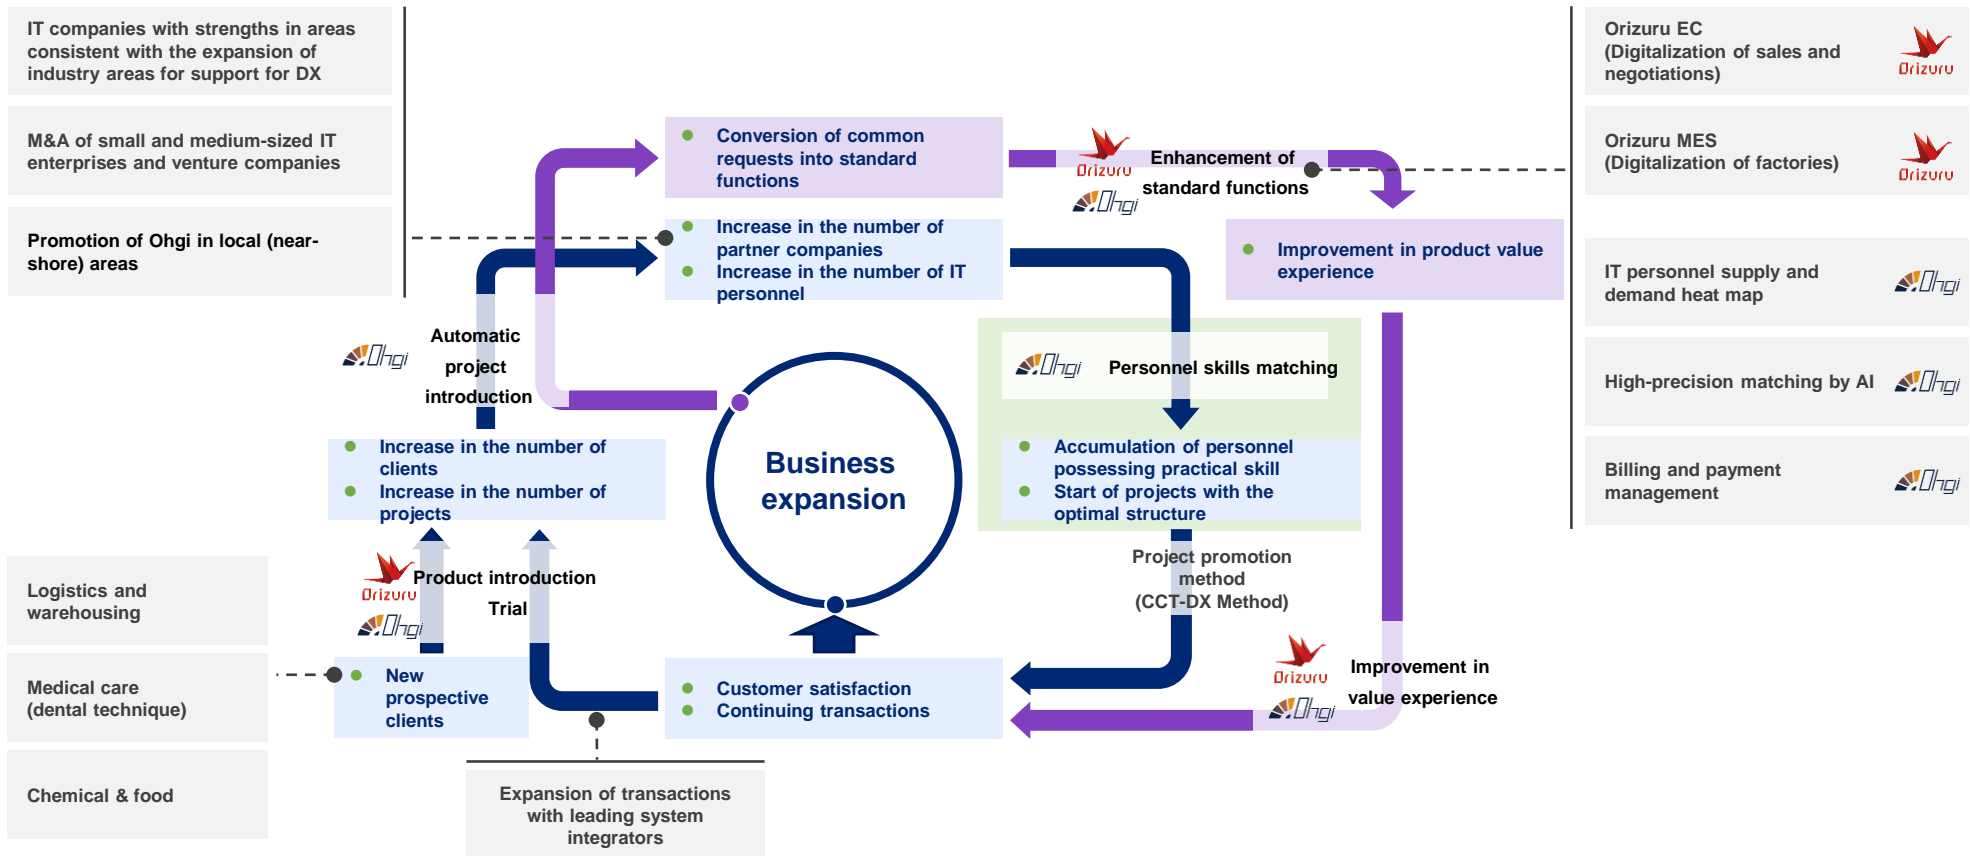 IT companies with strengths in areas
consistent with the expansion of
industry areas for support for DX
M&A of small and medium-sized IT
enterprises and venture companies
Promotion of Ohgi in local (near-
shore) areas
Conversion of common
requests into standard
functions
Orizuru
Ohgi
Enhancement of
standard functions
Orizuru EC
(Digitalization of sales and
negotiations)
Orizuru
Orizuru MES
(Digitalization of factories)
Orizuru
Increase in the number of
partner companies
Increase in the number of IT
personnel
Improvement in product value
experience
IT personnel supply and
demand heat map
Ohgi
Ohgi
Automatic
project
introduction
Ohgi
Personnel skills matching
High-precision matching by AI
Ohgi
Increase in the number of
clients
Increase in the number of
projects
Business
expansion
Accumulation of personnel
possessing practical skill
Start of projects with the
optimal structure
Billing and payment
management
Ohgi
Orizuru
Ohgi
Product introduction
Trial
Project promotion
method
(CCT-DX Method)
Logistics and
warehousing
Medical care
(dental technique)
Chemical & food
New
prospective
clients
Customer satisfaction
Continuing transactions
Orizuru
Ohgi
Improvement in
value experience
Expansion of transactions
with leading system
integrators